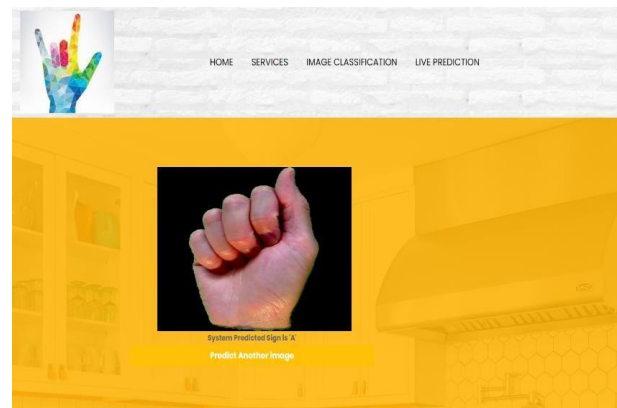 HOME SERVICES IMAGE CLASSIFICATION LIVE PREDICTION
System Predicted Sign is 'A'
Predict Another Image